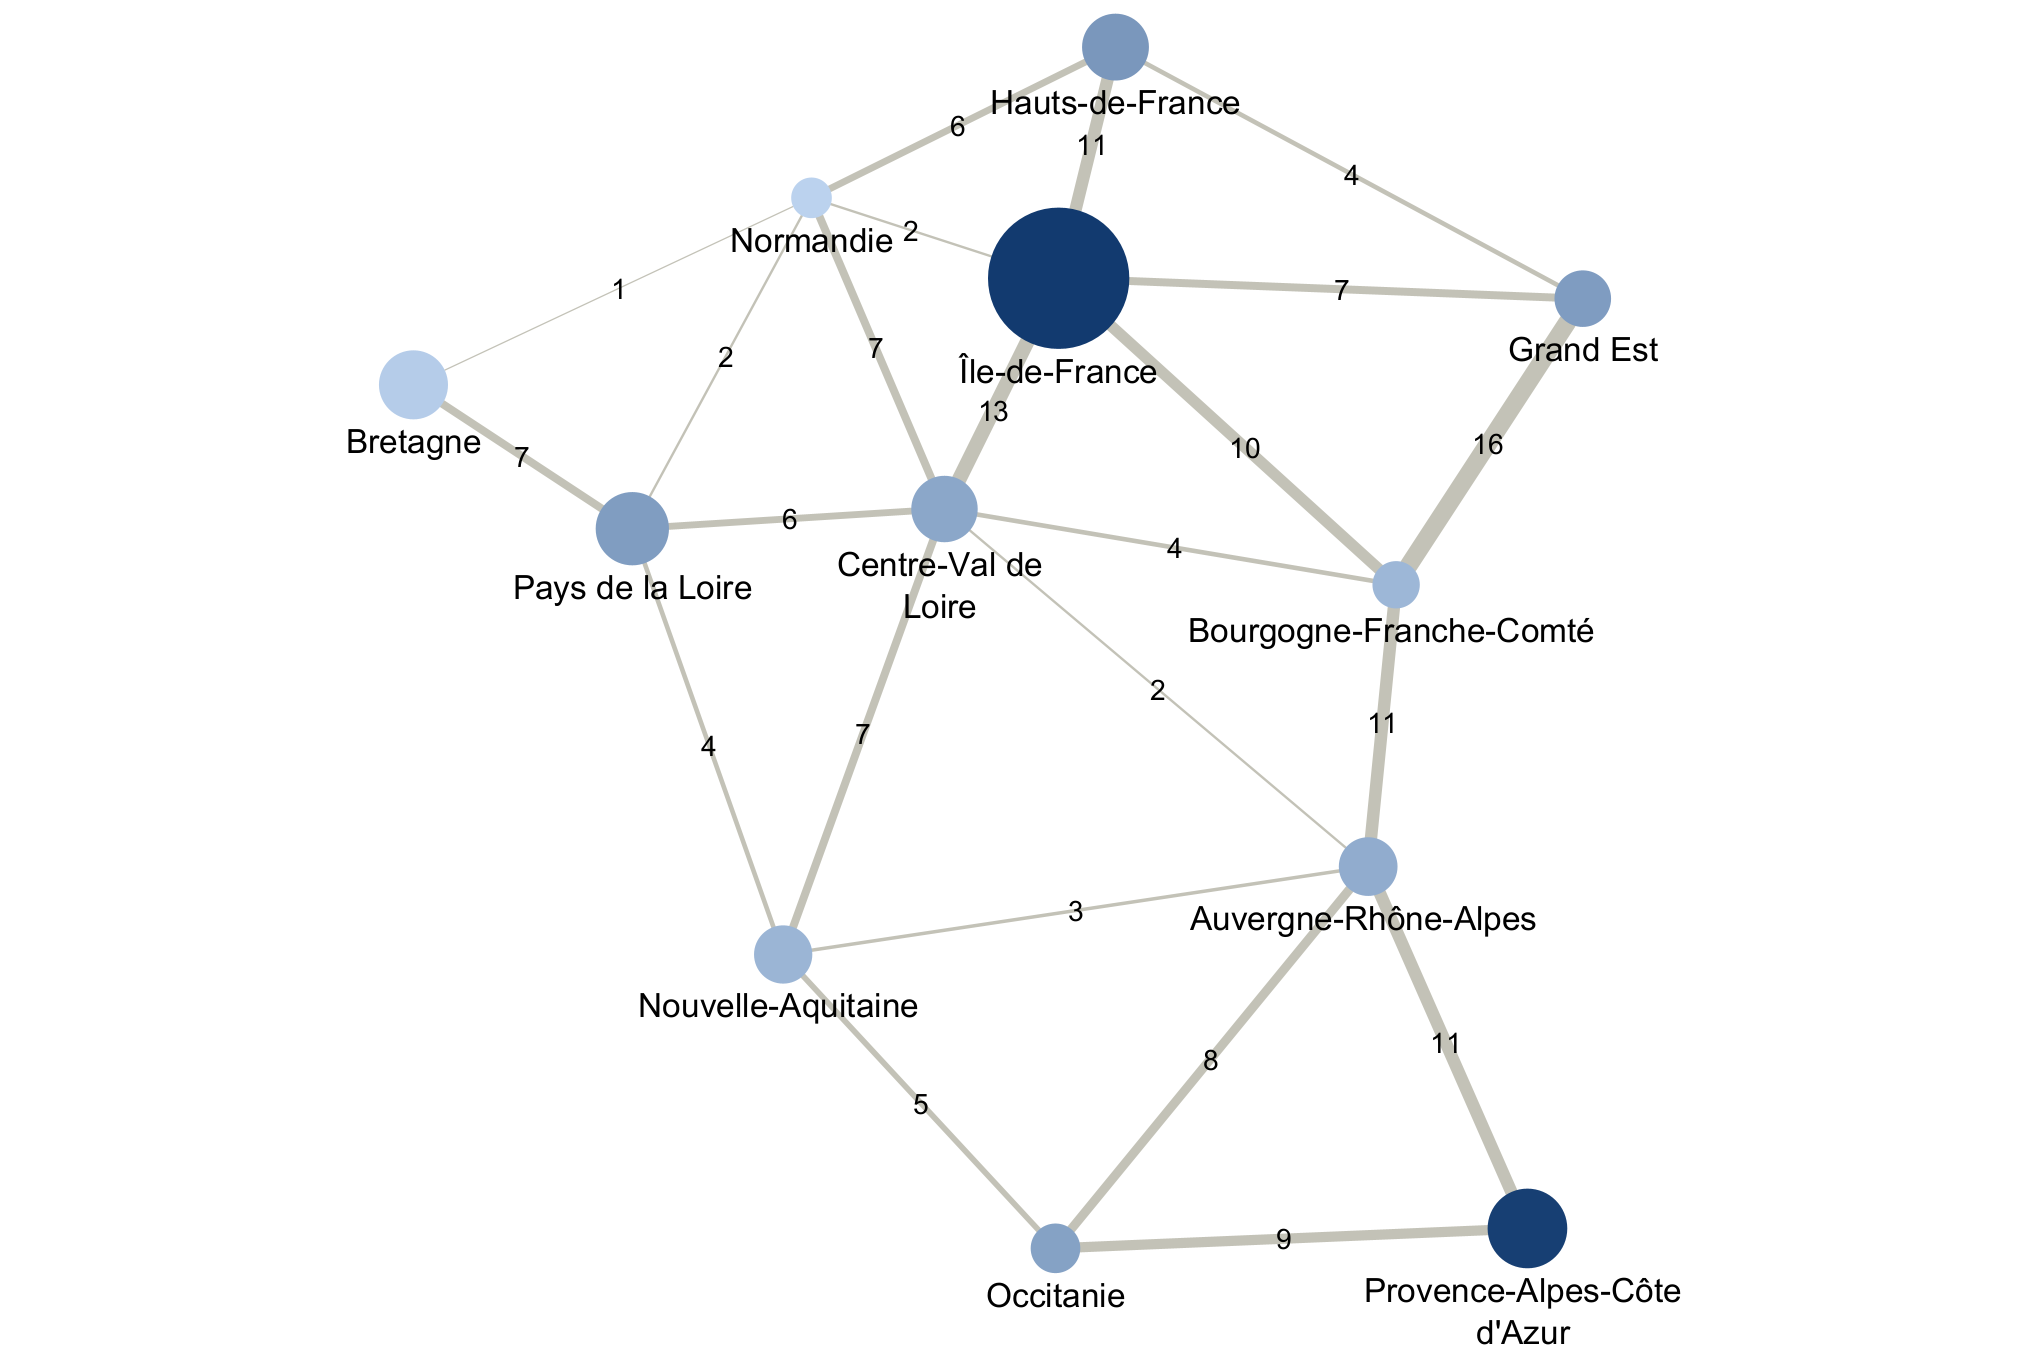 Hauts-de-France
6
11
4
Normandie
2
1
7
Île-de-France
Grand Est
2
7
13
Bretagne
7
10
16
6
4
Centre-Val de
Loire
Pays de la Loire
Bourgogne-Franche-Comté
2
4
7
11
3
Auvergne-Rhône-Alpes
Nouvelle-Aquitaine
8
11
5
9
Occitanie
Provence-Alpes-Côte
d'Azur